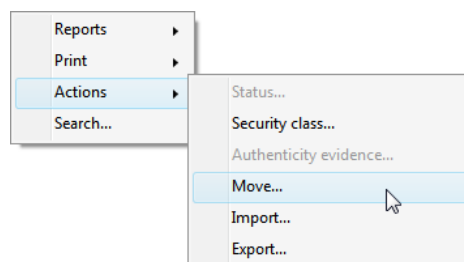 Reports
Print
Actions
Search...
Status...
Security class...
Authenticity evidence...
Move...
Import...
Export...